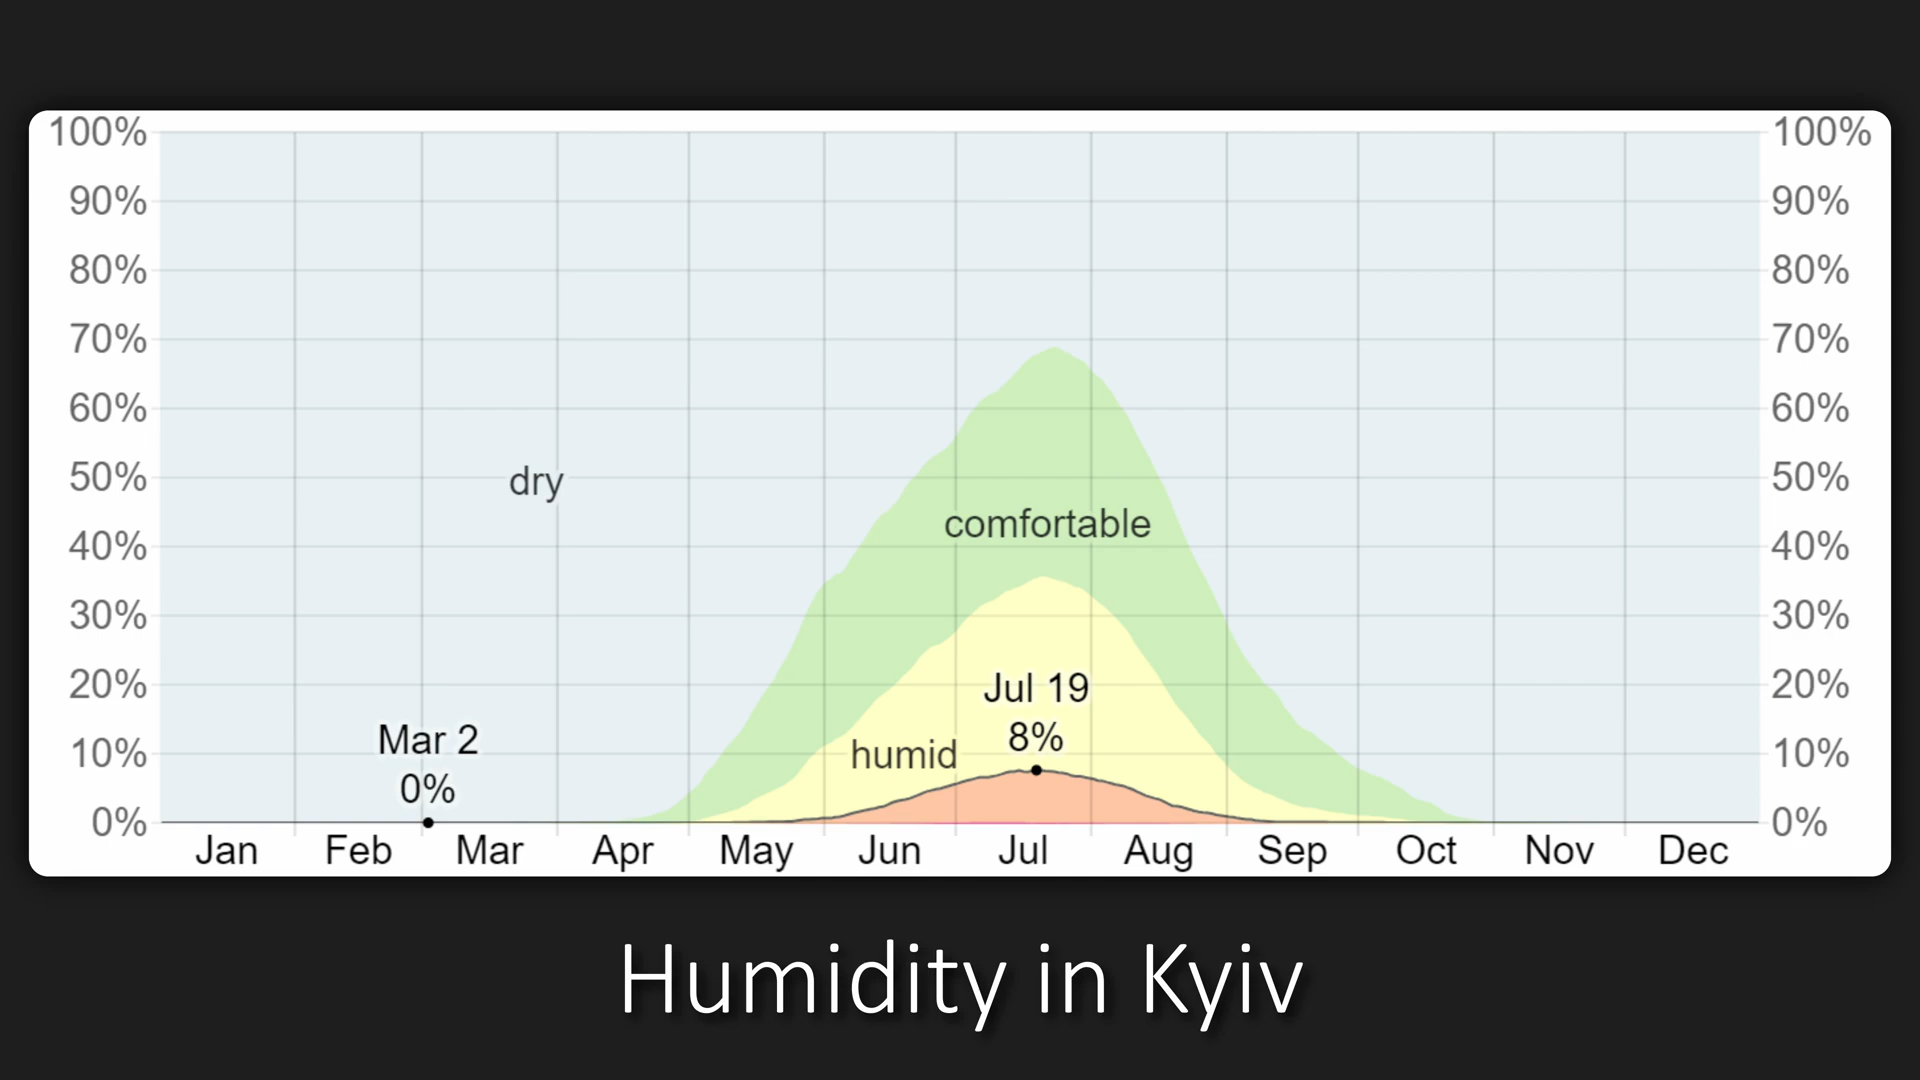 100% 100%
90% 90%
80% 80%
70% 70%
60% 60%
50% dry 50%
comfortable
40% 40%
30% 30%
20% Jul 19 20%
Mar 2 8%
10% humid 10%
0%
0% 0%
Jan Feb Mar Apr May Jun Jul Aug Sep Oct Nov Dec
Humidity in Kyiv